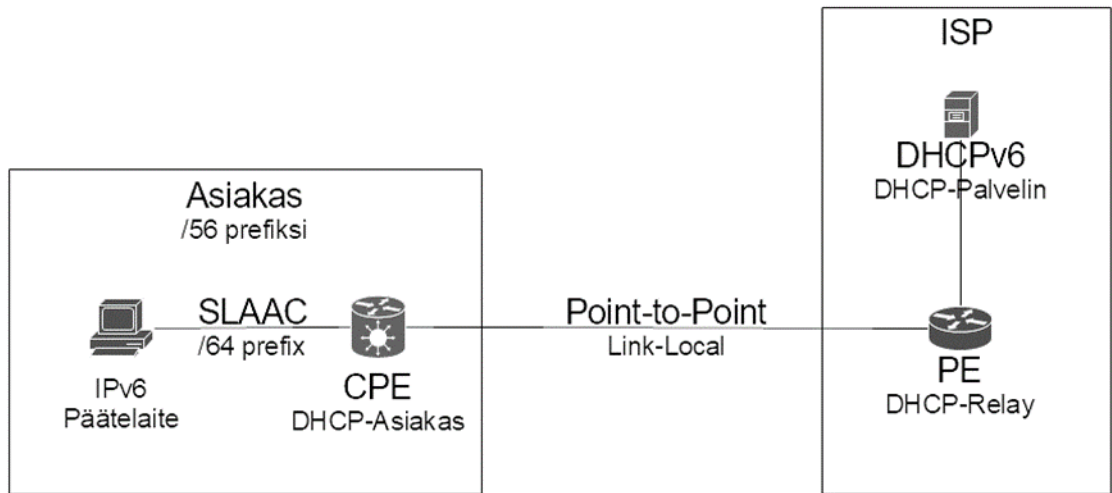 ISP
DHCPv6
DHCP-Palvelin
Asiakas
/56 prefiksi
SLAAC
/64 prefix
Point-to-Point
Link-Local
IPv6
Päätelaite
CPE
DHCP-Asiakas
PE
DHCP-Relay